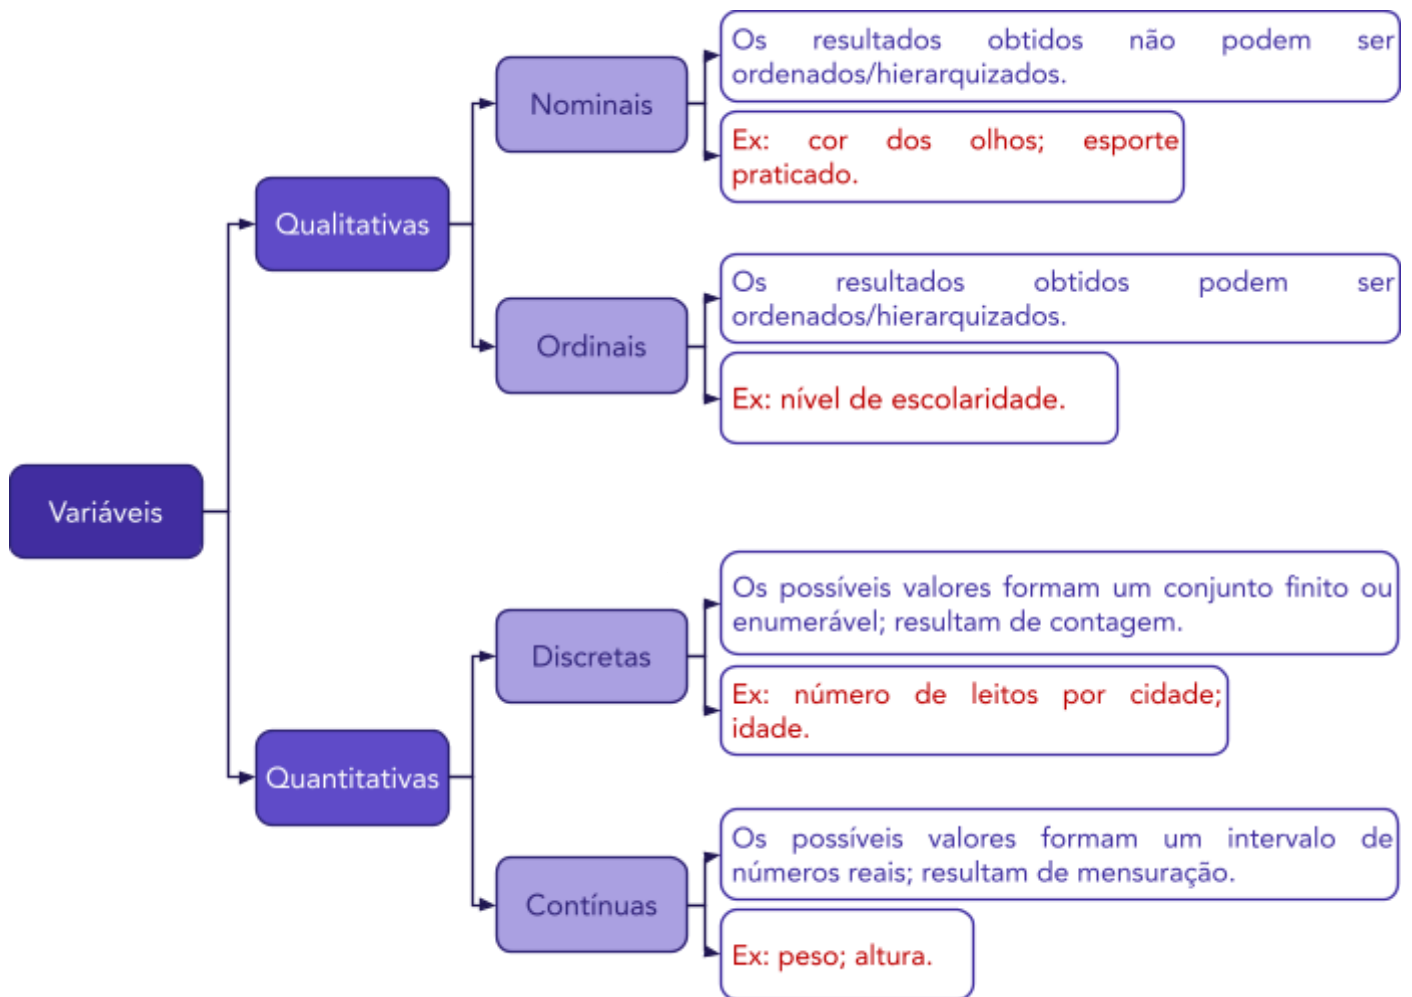 Variáveis
Qualitativas
Nominais
Os resultados obtidos não podem ser
ordenados/hierarquizados.
Ex: cor dos olhos; esporte
praticado.
Ordinais
Os resultados obtidos podem ser
ordenados/hierarquizados.
Ex: nível de escolaridade.
Quantitativas
Discretas
Os possíveis valores formam um conjunto finito ou
enumerável; resultam de contagem.
Ex: número de leitos por cidade;
idade.
Contínuas
Os possíveis valores formam um intervalo de
números reais; resultam de mensuração.
Ex: peso; altura.